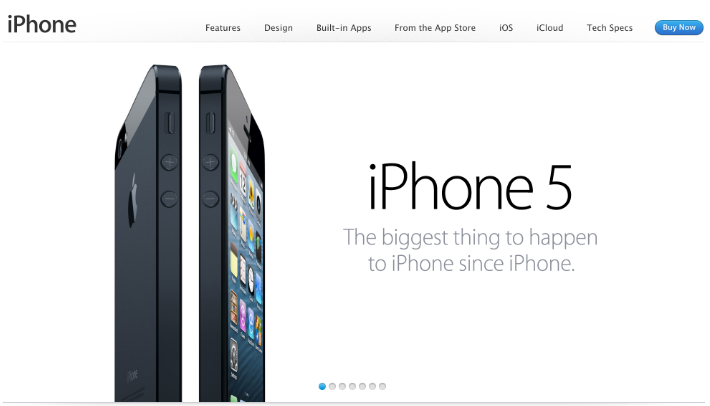 iPhone
Features Design Built-in Apps From the App Store iOS iCloud Tech Specs Buy Now
iPhone 5
The biggest thing to happen
to iPhone since iPhone.
iPhone